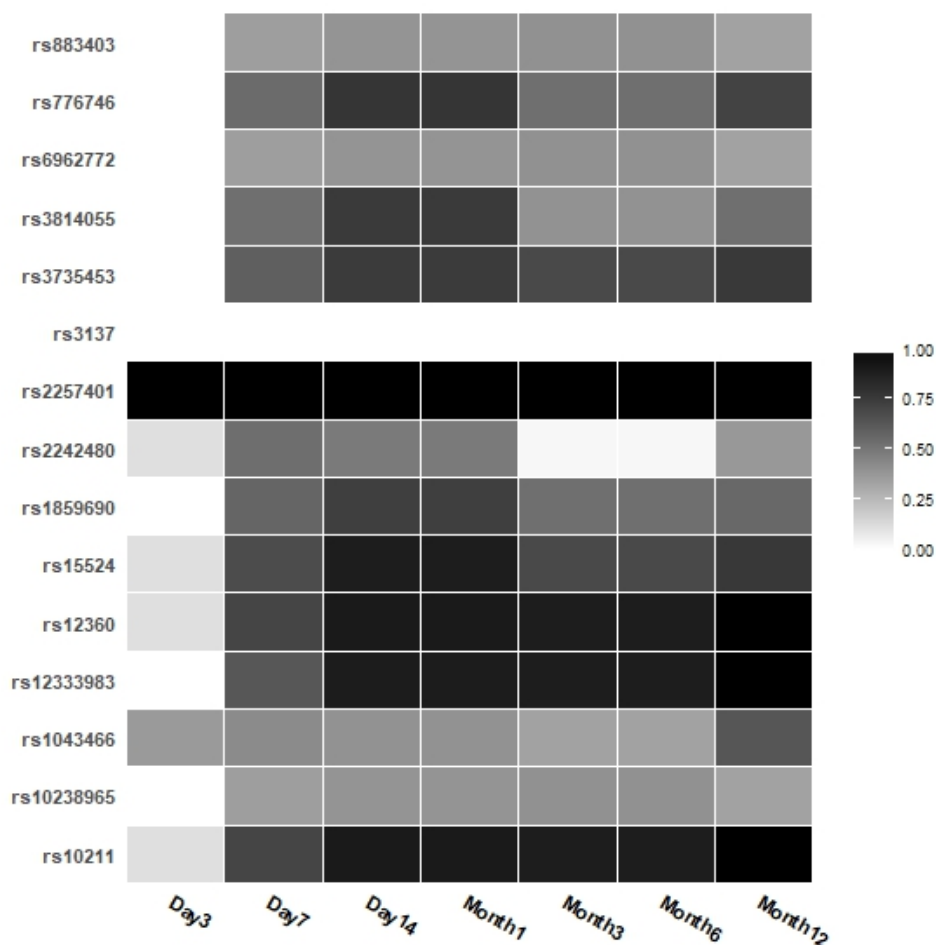 rs883403
rs776746
rs6962772
rs3814055
rs3735453
rs3137
rs2257401
rs2242480
rs1859690
rs15524
rs12360
rs12333983
rs1043466
rs10238965
rs10211
1.00
0.75
0.50
0.25
0.00
Day3 Day7 Day14 Month1 Month3 Month6 Month12